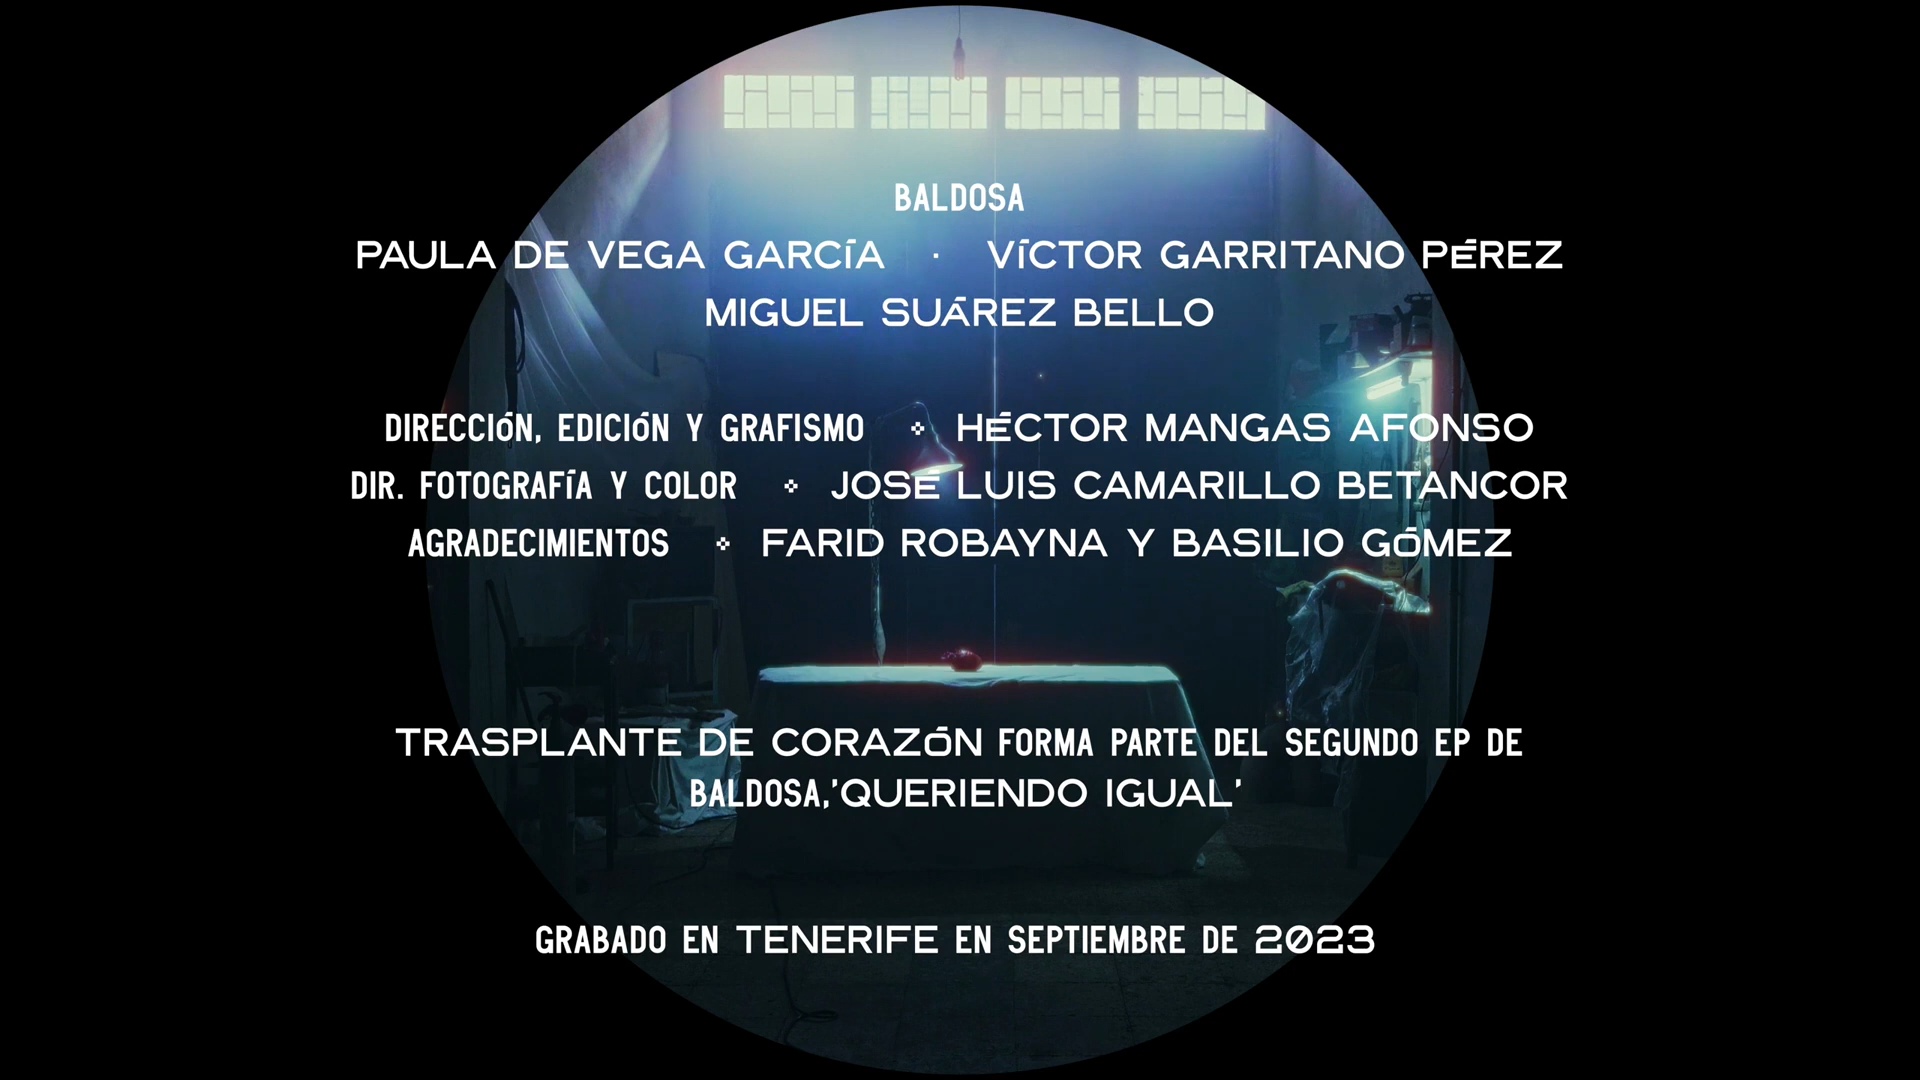 BALDOSA
PAULA DE VEGA GARCÍA · VÍCTOR GARRITANO PÉREZ
MIGUEL SUÁREZ BELLO
DIRECCIÓN, EDICIÓN Y GRAFISMO HÉCTOR MANGAS AFONSO
DIR. FOTOGRAFÍA Y COLOR JOSÉ LUIS CAMARILLO BETANCOR
AGRADECIMIENTOS FARID ROBAYNA Y BASILIO GÓMEZ
TRASPLANTE DE CORAZÓN FORMA PARTE DEL SEGUNDO EP DE
BALDOSA,'QUERIENDO IGUAL'
GRABADO EN TENERIFE EN SEPTIEMBRE DE 2023